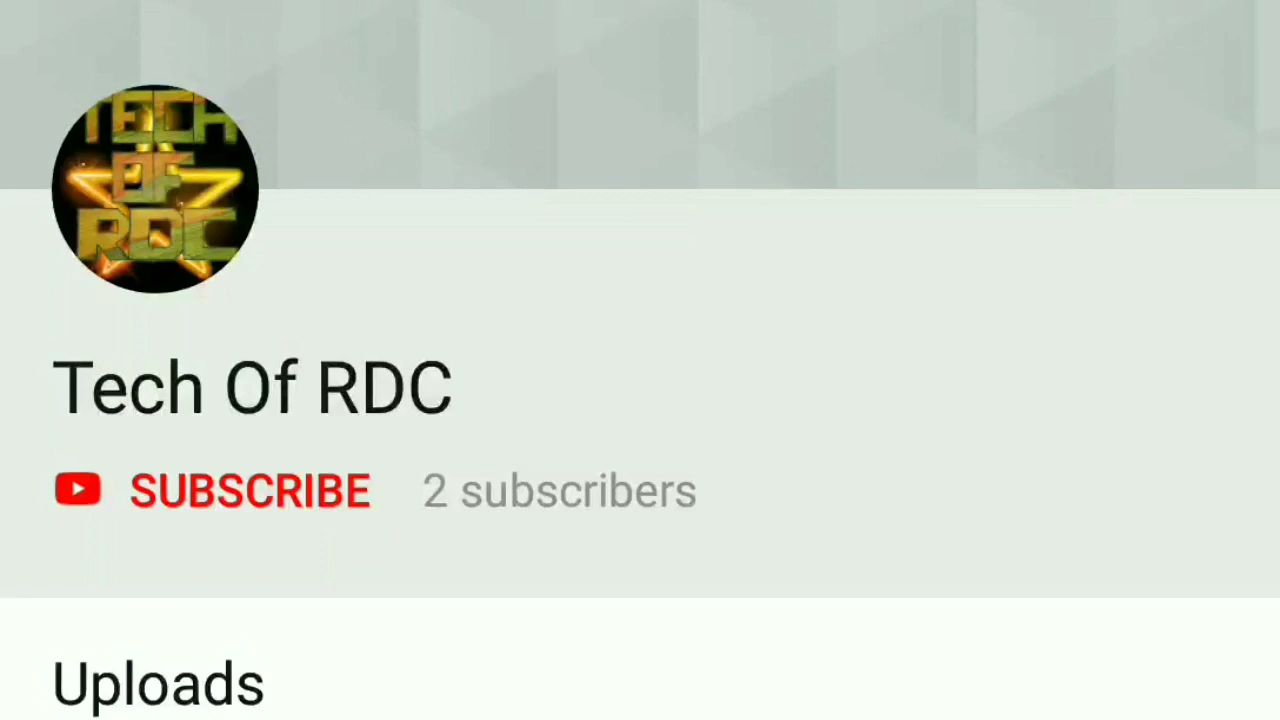 TECH
OF
RDC
Tech Of RDC
SUBSCRIBE 2 subscribers
Uploads